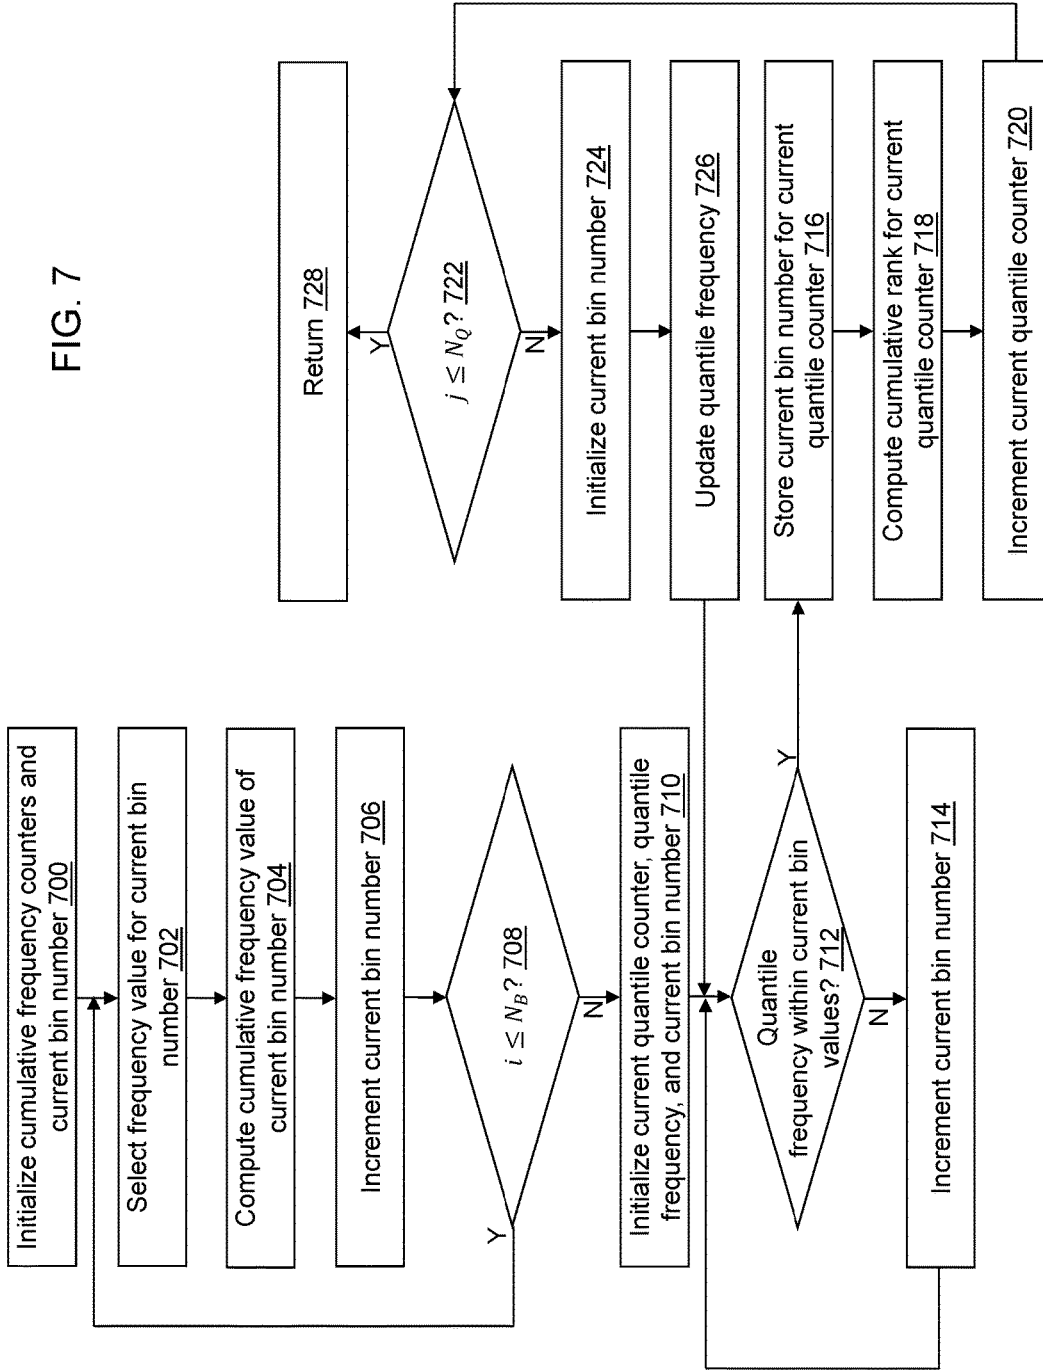 FIG. 7
Initialize cumulative frequency counters and
current bin number 700
Select frequency value for current bin
number 702
Compute cumulative frequency value of
current bin number 704
Increment current bin number 706
i ≤ N_B? 708
Y
N
Initialize current quantile counter, quantile
frequency, and current bin number 710
Quantile
frequency within current bin
values? 712
Y
N
Increment current bin number 714
Return 728
Y
j ≤ N_Q? 722
N
Initialize current bin number 724
Update quantile frequency 726
Store current bin number for current
quantile counter 716
Compute cumulative rank for current
quantile counter 718
Increment current quantile counter 720